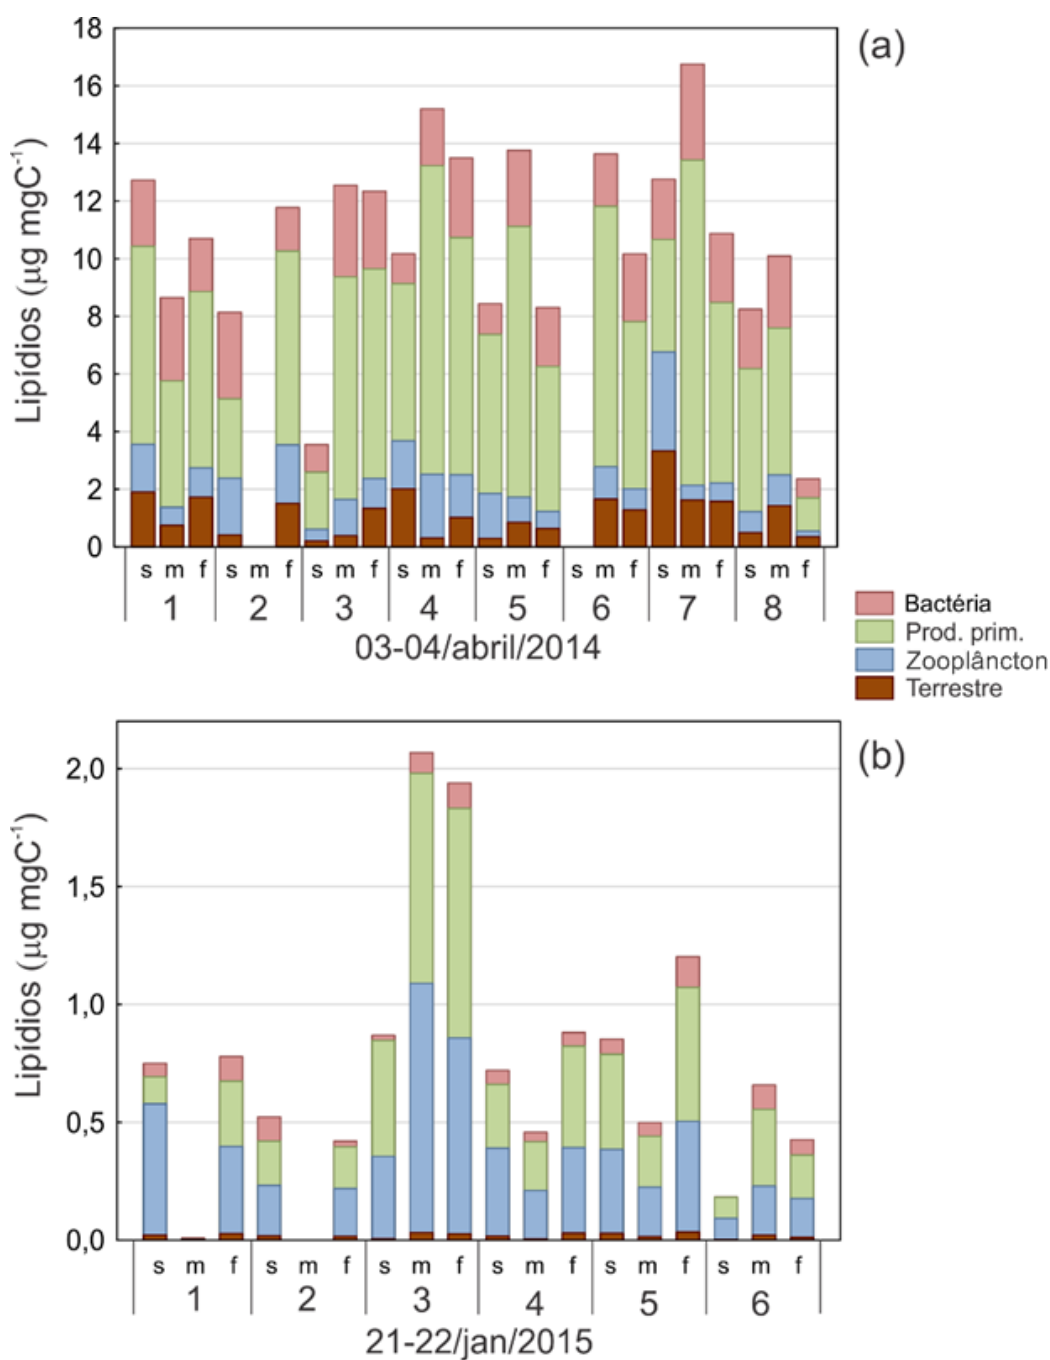 (a)
Lipídios (µg mgC⁻¹)
18
16
14
12
10
8
6
4
2
0
s m f s m f s m f s m f s m f s m f s m f s m f
1 2 3 4 5 6 7 8
03-04/abril/2014
Bactéria
Prod. prim.
Zooplâncton
Terrestre
(b)
Lipídios (µg mgC⁻¹)
2,0
1,5
1,0
0,5
0,0
s m f s m f s m f s m f s m f s m f
1 2 3 4 5 6
21-22/jan/2015